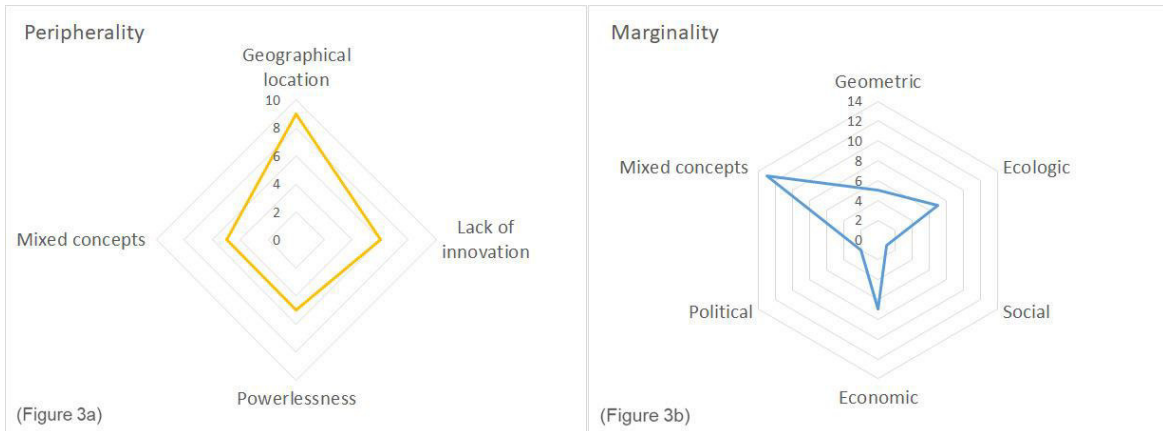 Peripherality
Geographical
location
10
8
6
4
2
0
Mixed concepts
Lack of
innovation
Powerlessness
(Figure 3a)
Marginality
Geometric
14
12
10
8
6
4
2
0
Mixed concepts
Ecologic
Political
Social
Economic
(Figure 3b)